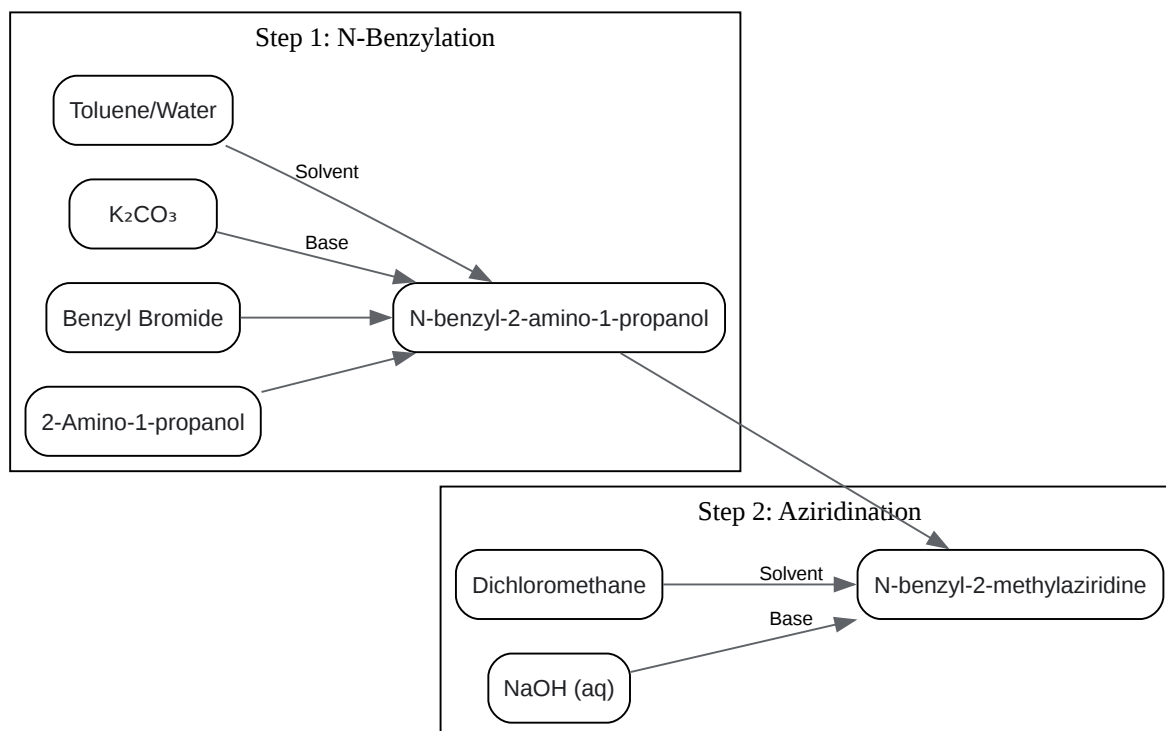 Step 1: N-Benzylation
Toluene/Water
Solvent
K₂CO₃
Base
Benzyl Bromide
N-benzyl-2-amino-1-propanol
2-Amino-1-propanol
Step 2: Aziridination
Dichloromethane
Solvent
N-benzyl-2-methylaziridine
Base
NaOH (aq)